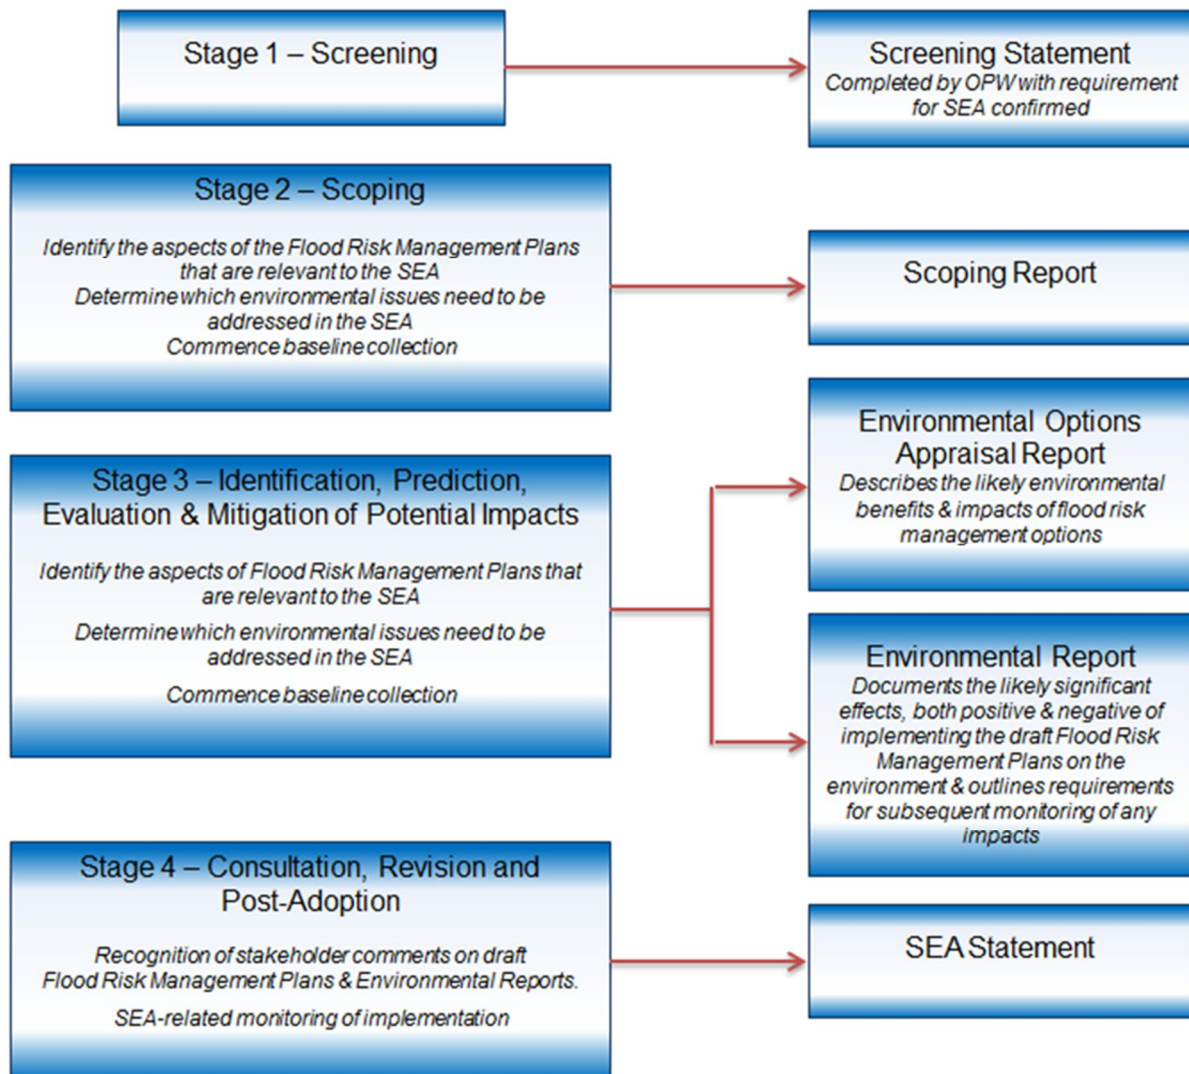 Stage 1 – Screening
Screening Statement
Completed by OPW with requirement
for SEA confirmed
Stage 2 – Scoping
Identify the aspects of the Flood Risk Management Plans
that are relevant to the SEA
Determine which environmental issues need to be
addressed in the SEA
Commence baseline collection
Scoping Report
Stage 3 – Identification, Prediction,
Evaluation & Mitigation of Potential Impacts
Identify the aspects of Flood Risk Management Plans that
are relevant to the SEA
Determine which environmental issues need to be
addressed in the SEA
Commence baseline collection
Environmental Options
Appraisal Report
Describes the likely environmental
benefits & impacts of flood risk
management options
Environmental Report
Documents the likely significant
effects, both positive & negative of
implementing the draft Flood Risk
Management Plans on the
environment & outlines requirements
for subsequent monitoring of any
impacts
Stage 4 – Consultation, Revision and
Post-Adoption
Recognition of stakeholder comments on draft
Flood Risk Management Plans & Environmental Reports.
SEA-related monitoring of implementation
SEA Statement